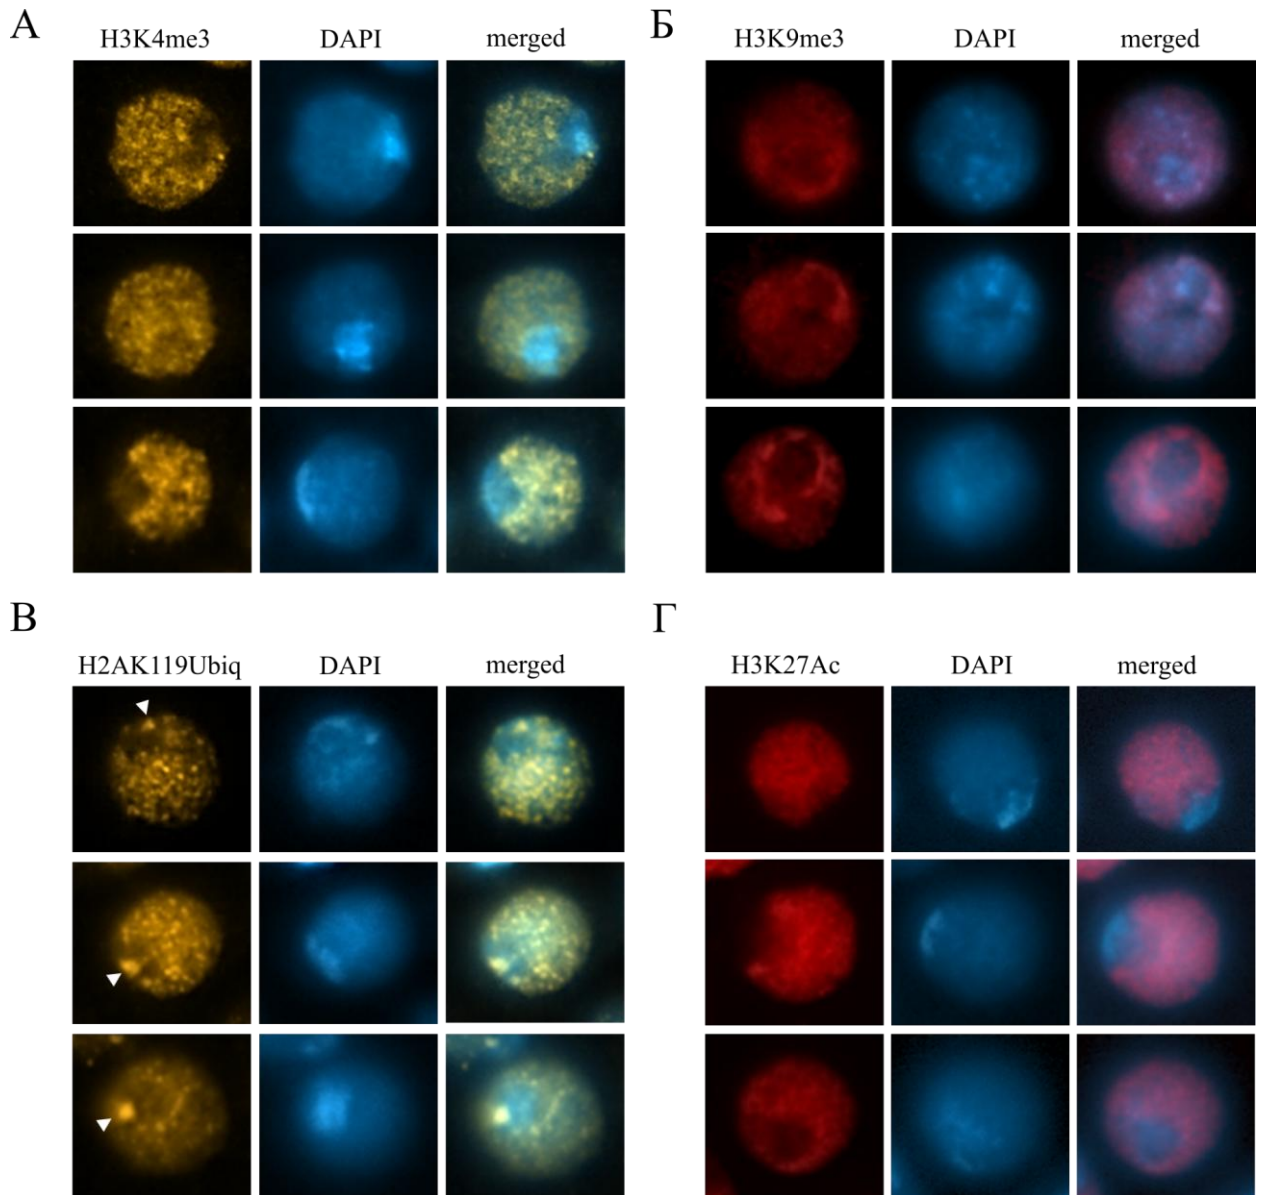 А
H3K4me3 DAPI merged
Б
H3K9me3 DAPI merged
В
H2AK119Ubiq DAPI merged
Г
H3K27Ac DAPI merged